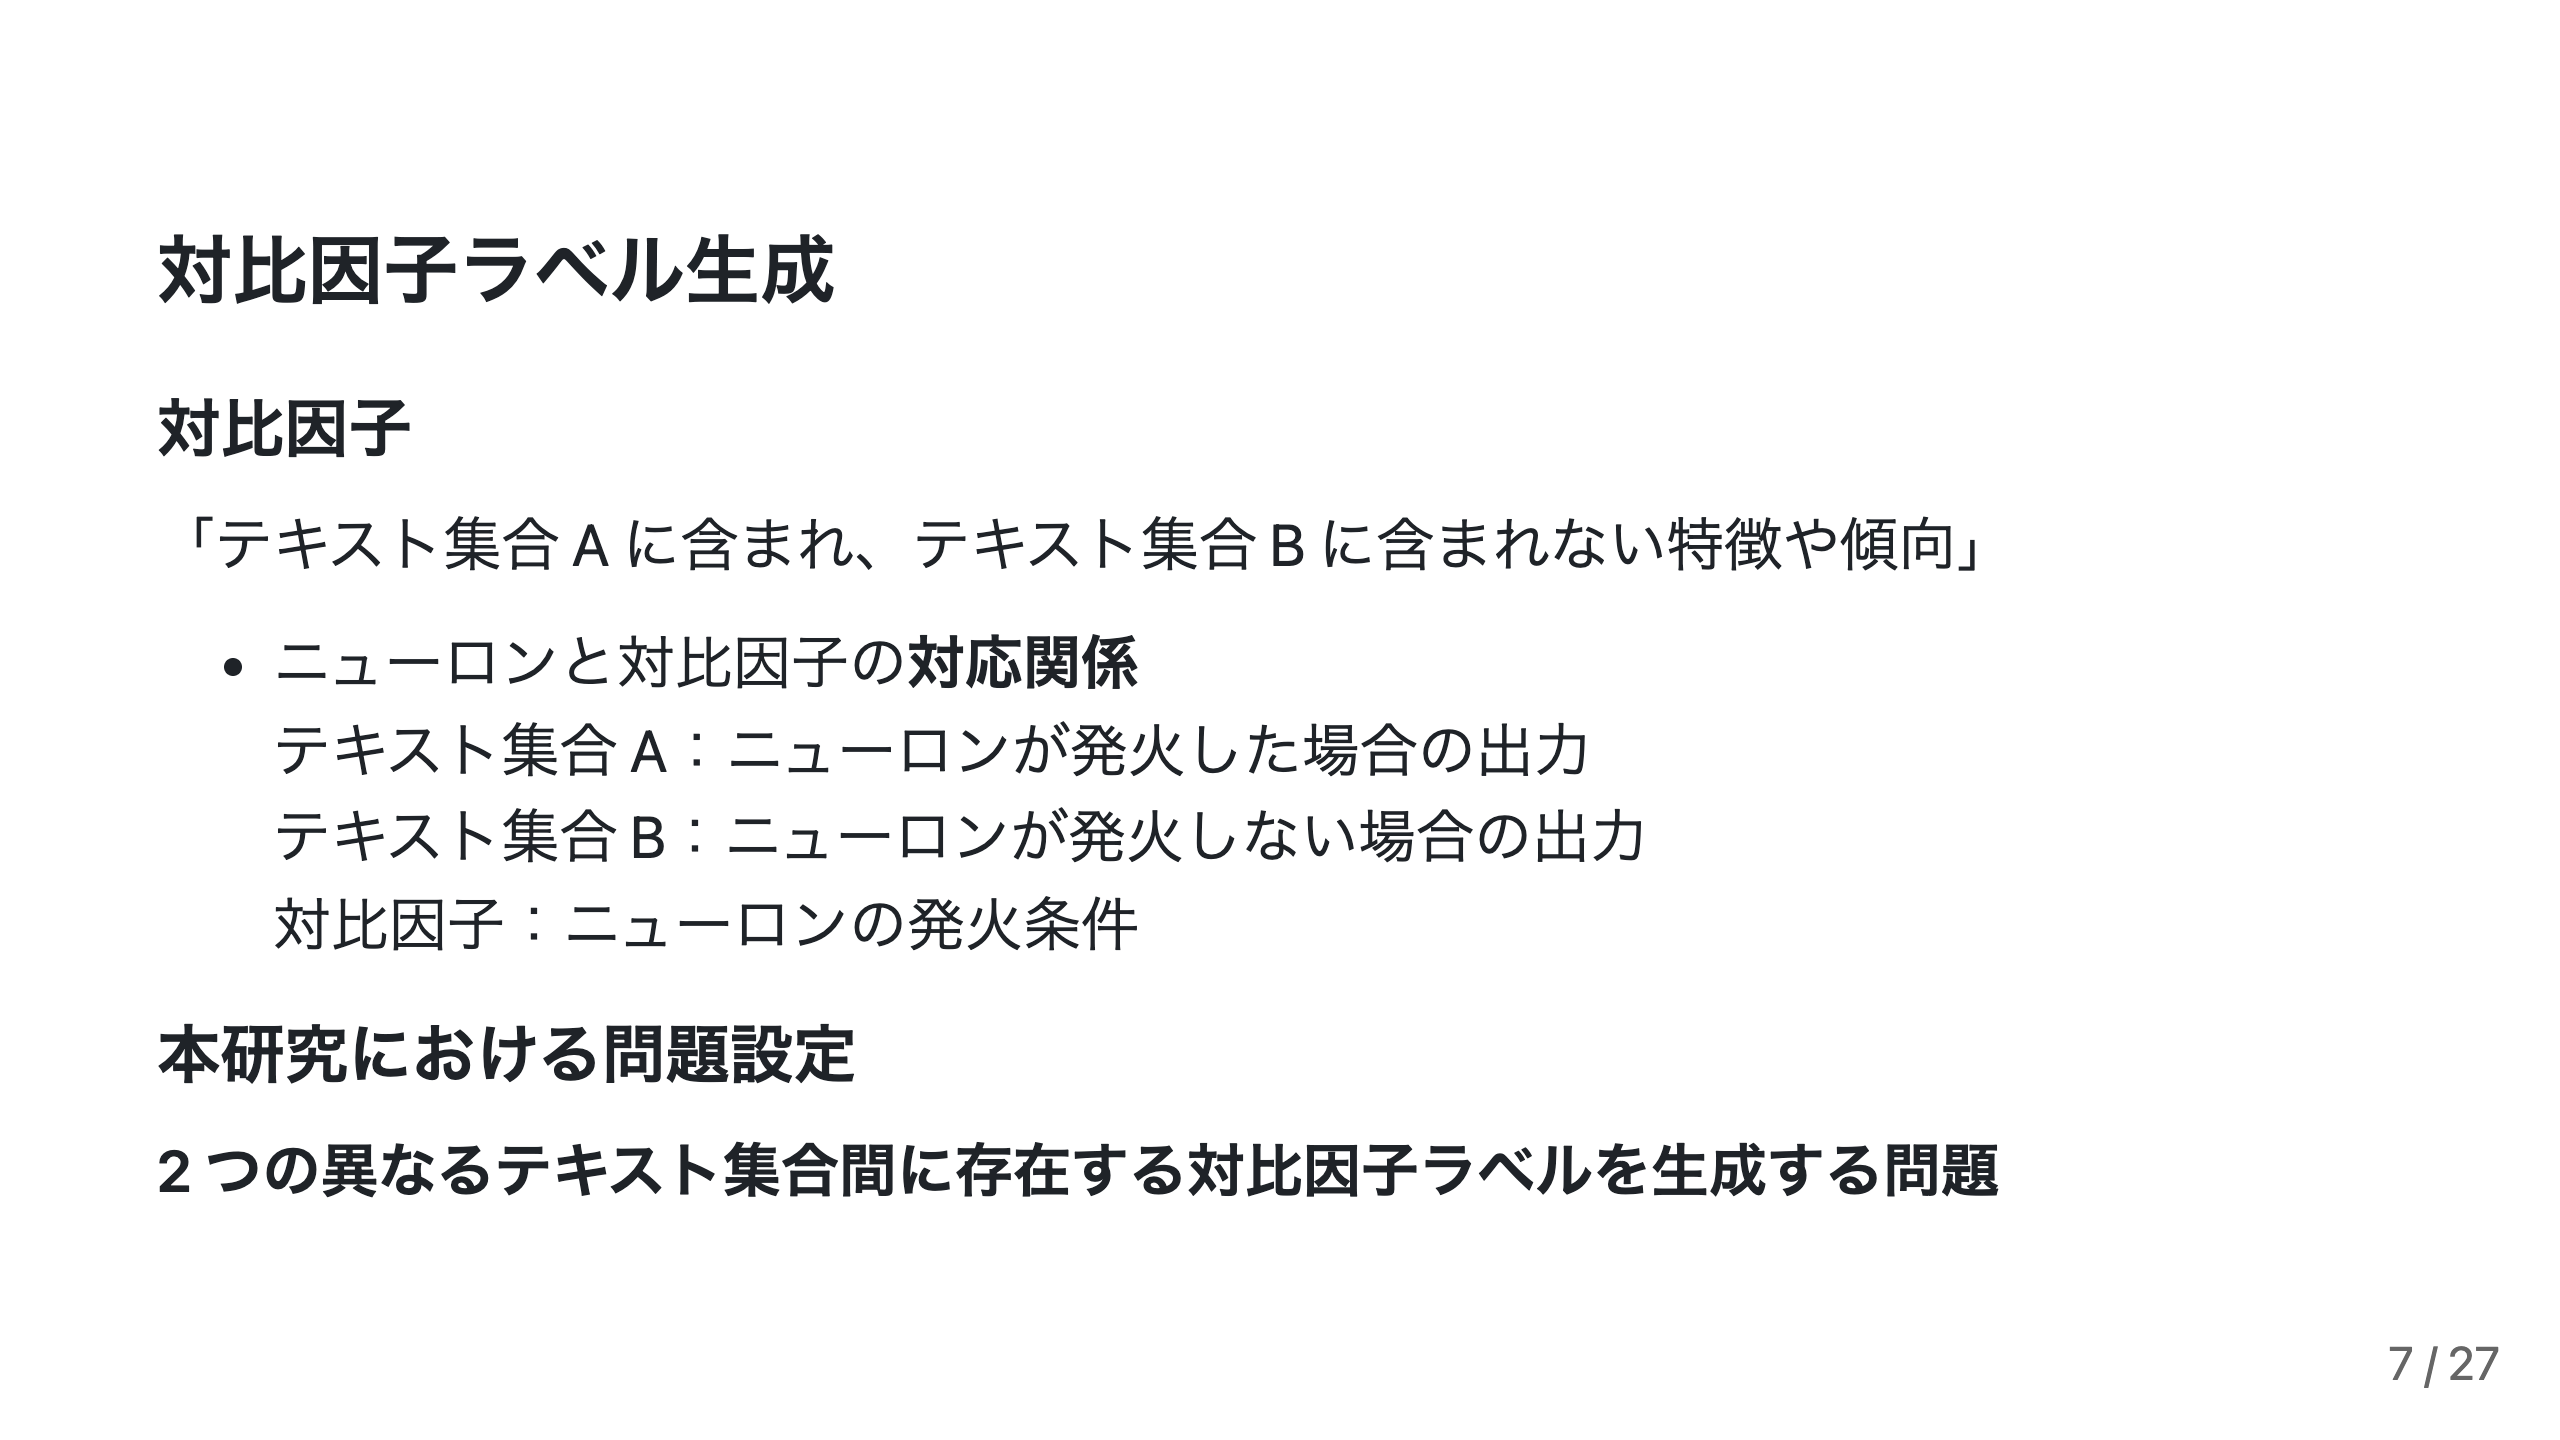 対比因子ラベル生成
対比因子
「テキスト集合 A に含まれ、テキスト集合 B に含まれない特徴や傾向」
• ニューロンと対比因子の対応関係
テキスト集合 A：ニューロンが発火した場合の出力
テキスト集合 B：ニューロンが発火しない場合の出力
対比因子：ニューロンの発火条件
本研究における問題設定
2 つの異なるテキスト集合間に存在する対比因子ラベルを生成する問題
7 / 27